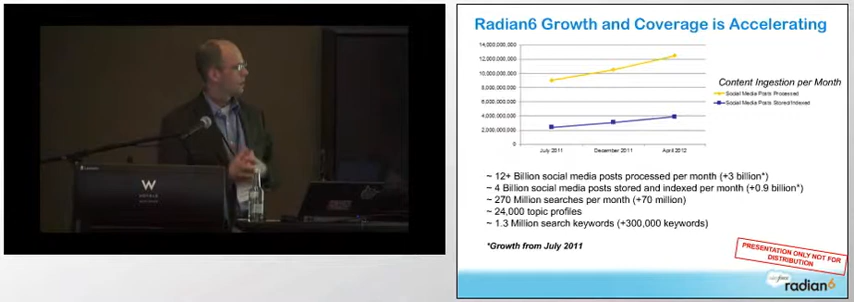 W
HOTELS
Radian6 Growth and Coverage is Accelerating
14,000,000,000
12,000,000,000
10,000,000,000
8,000,000,000
6,000,000,000
4,000,000,000
2,000,000,000
0
July 2011 December 2011 April 2012
Content Ingestion per Month
Social Media Posts Processed
Social Media Posts Stored/Indexed
~ 12+ Billion social media posts processed per month (+3 billion*)
~ 4 Billion social media posts stored and indexed per month (+0.9 billion*)
~ 270 Million searches per month (+70 million)
~ 24,000 topic profiles
~ 1.3 Million search keywords (+300,000 keywords)
*Growth from July 2011
PRESENTATION ONLY NOT FOR
DISTRIBUTION
radian6